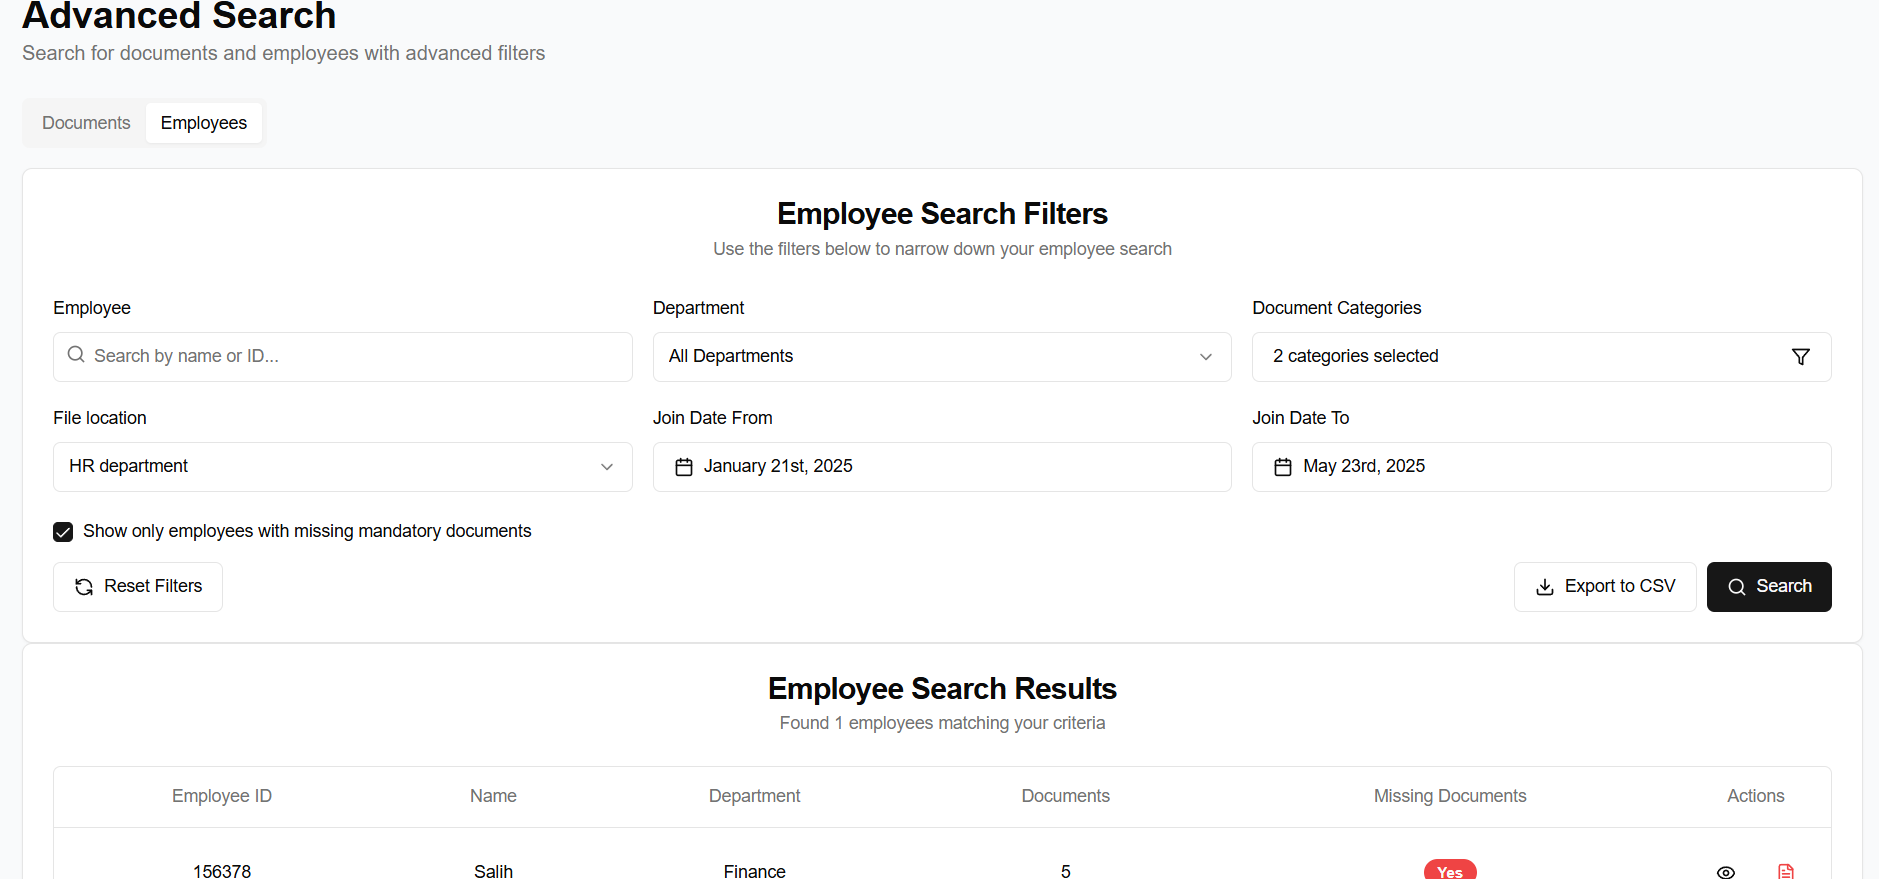 Advanced Search
Search for documents and employees with advanced filters
Documents Employees
Employee Search Filters
Use the filters below to narrow down your employee search
Employee Department Document Categories
Search by name or ID... All Departments 2 categories selected
File location Join Date From Join Date To
HR department January 21st, 2025 May 23rd, 2025
Show only employees with missing mandatory documents
Reset Filters Export to CSV Search
Employee Search Results
Found 1 employees matching your criteria
Employee ID Name Department Documents Missing Documents Actions
156378 Salih Finance 5 Yes